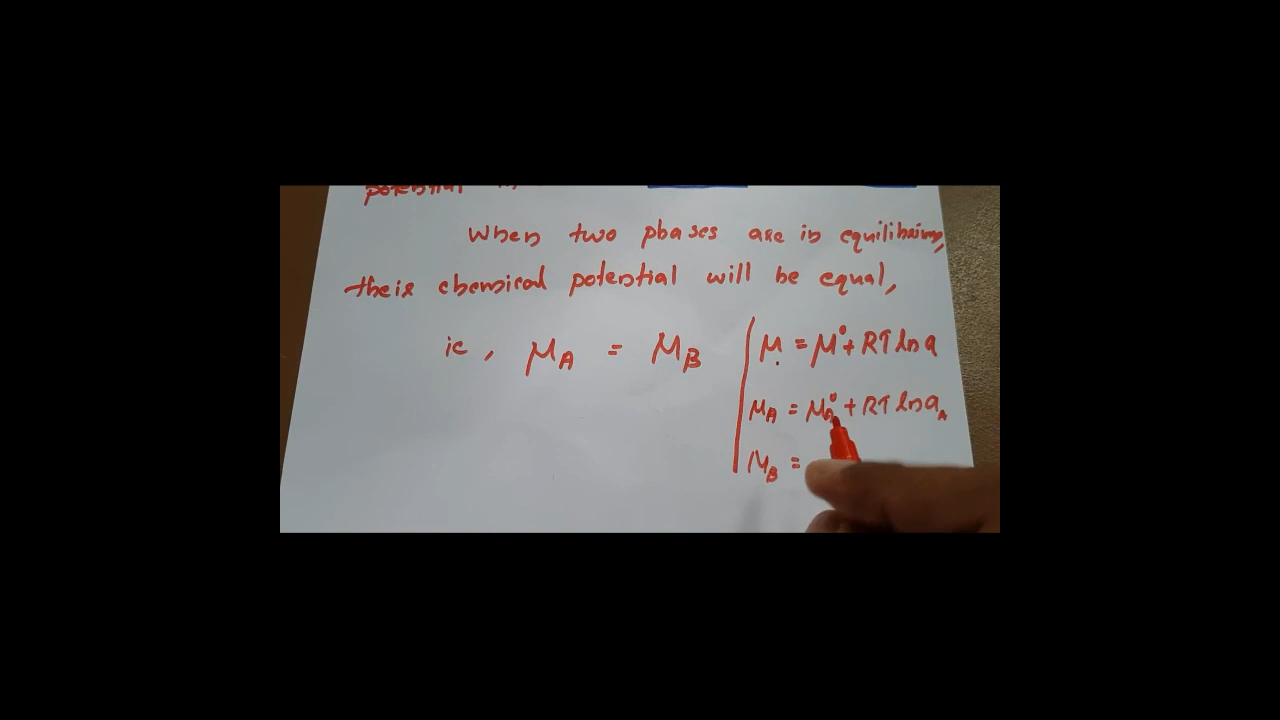 potential
When two phases are in equilibrium,
their chemical potential will be equal,
ie, μA = μB
μ = μ° + RT ln a
μA = μA° + RT ln aA
μB =